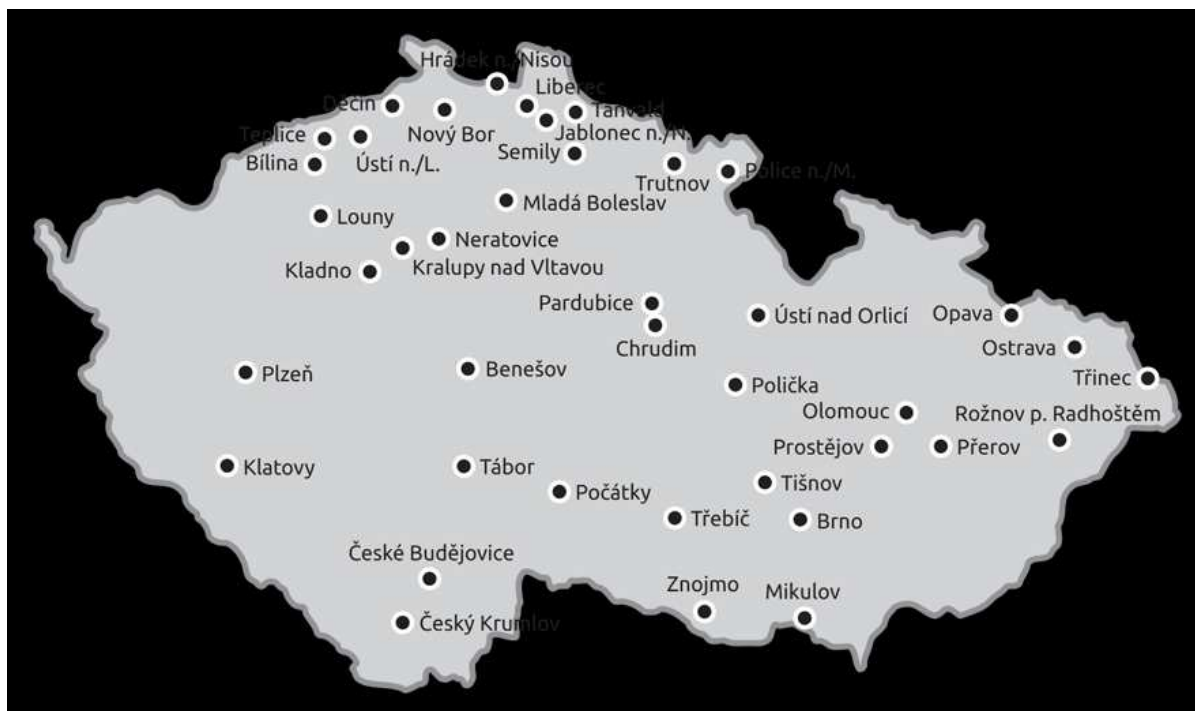 Hrádek n./Nisou
Liberec
Děčín
Tanvald
Nový Bor
Jablonec n./N.
Teplice
Ústí n./L.
Semily
Bílina
Trutnov
Police n./M.
Mladá Boleslav
Louny
Neratovice
Kralupy nad Vltavou
Kladno
Pardubice
Ústí nad Orlicí
Opava
Chrudim
Ostrava
Plzeň
Benešov
Třinec
Polička
Olomouc
Rožnov p. Radhoštěm
Prostějov
Přerov
Klatovy
Tábor
Tišnov
Počátky
Třebíč
Brno
České Budějovice
Znojmo
Mikulov
Český Krumlov